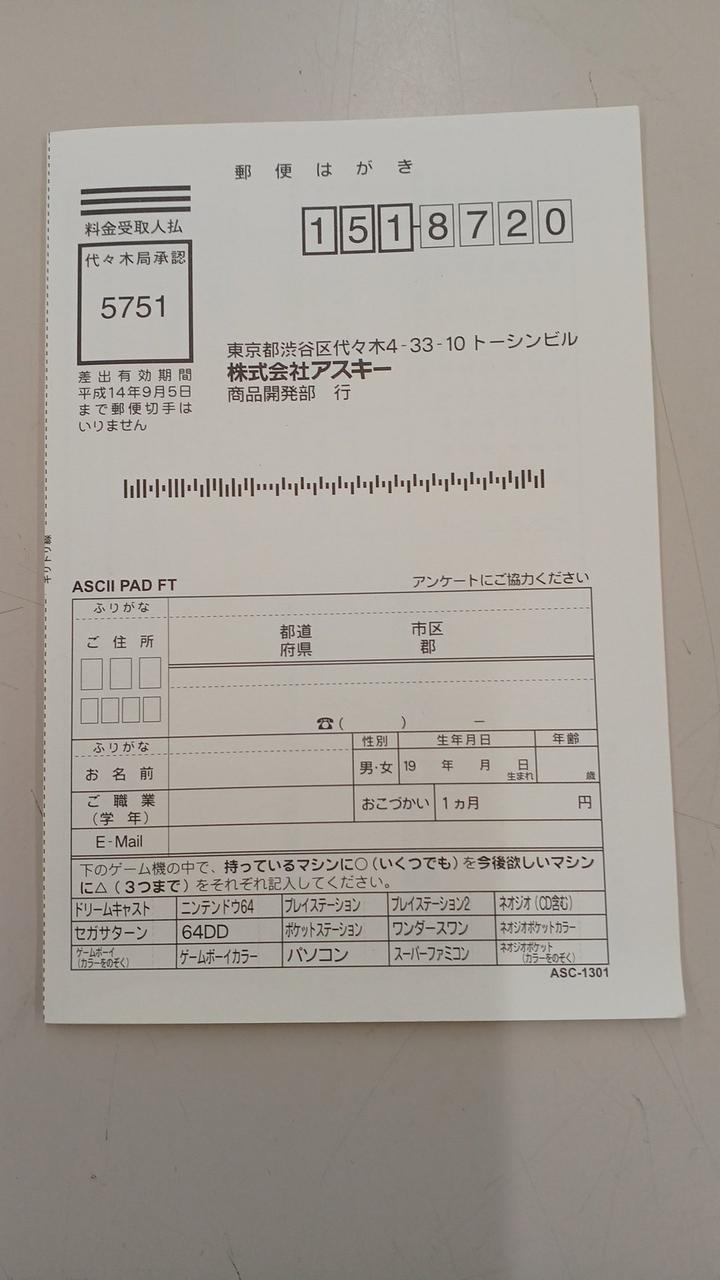 郵便はがき
料金受取人払
代々木局承認
5751
差出有効期間
平成14年9月5日
まで郵便切手は
いりません
151-8720
東京都渋谷区代々木4-33-10 トーシンビル
株式会社アスキー
商品開発部 行
キリトリ線
ASCII PAD FT
アンケートにご協力ください
ふりがな
ご住所
都道 市区
府県 郡
☎( ) －
ふりがな 性別 生年月日 年齢
お名前 男・女 19 年 月 日 生まれ 歳
ご職業
(学年)
おこづかい 1ヵ月 円
E-Mail
下のゲーム機の中で、持っているマシンに○(いくつでも)を今後欲しいマシン
に△(3つまで)をそれぞれ記入してください。
ドリームキャスト ニンテンドウ64 プレイステーション プレイステーション2 ネオジオ(CD含む)
セガサターン 64DD ポケットステーション ワンダースワン ネオジオポケットカラー
ゲームボーイ(カラーをのぞく) ゲームボーイカラー パソコン スーパーファミコン ネオジオポケット(カラーをのぞく)
ASC-1301